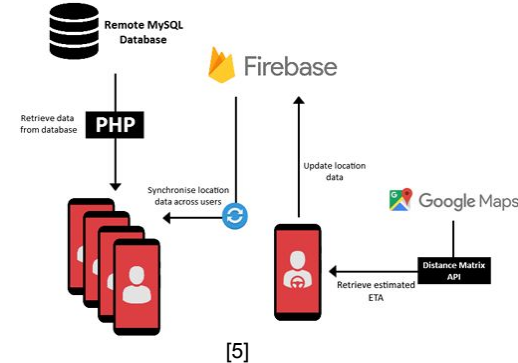 Remote MySQL
Database
Firebase
Retrieve data
from database
PHP
Synchronise location
data across users
Update location
data
Google Maps
Distance Matrix
API
Retrieve estimated
ETA
[5]